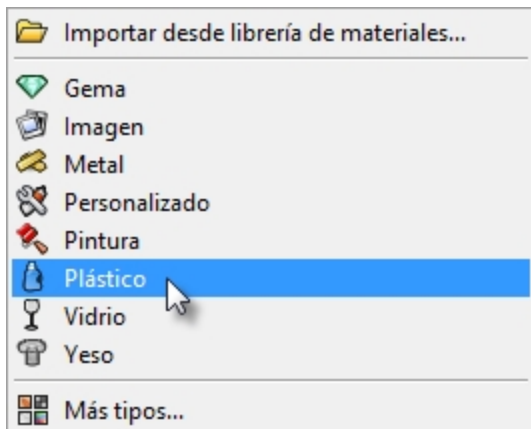 Importar desde librería de materiales...
Gema
Imagen
Metal
Personalizado
Pintura
Plástico
Vidrio
Yeso
Más tipos...